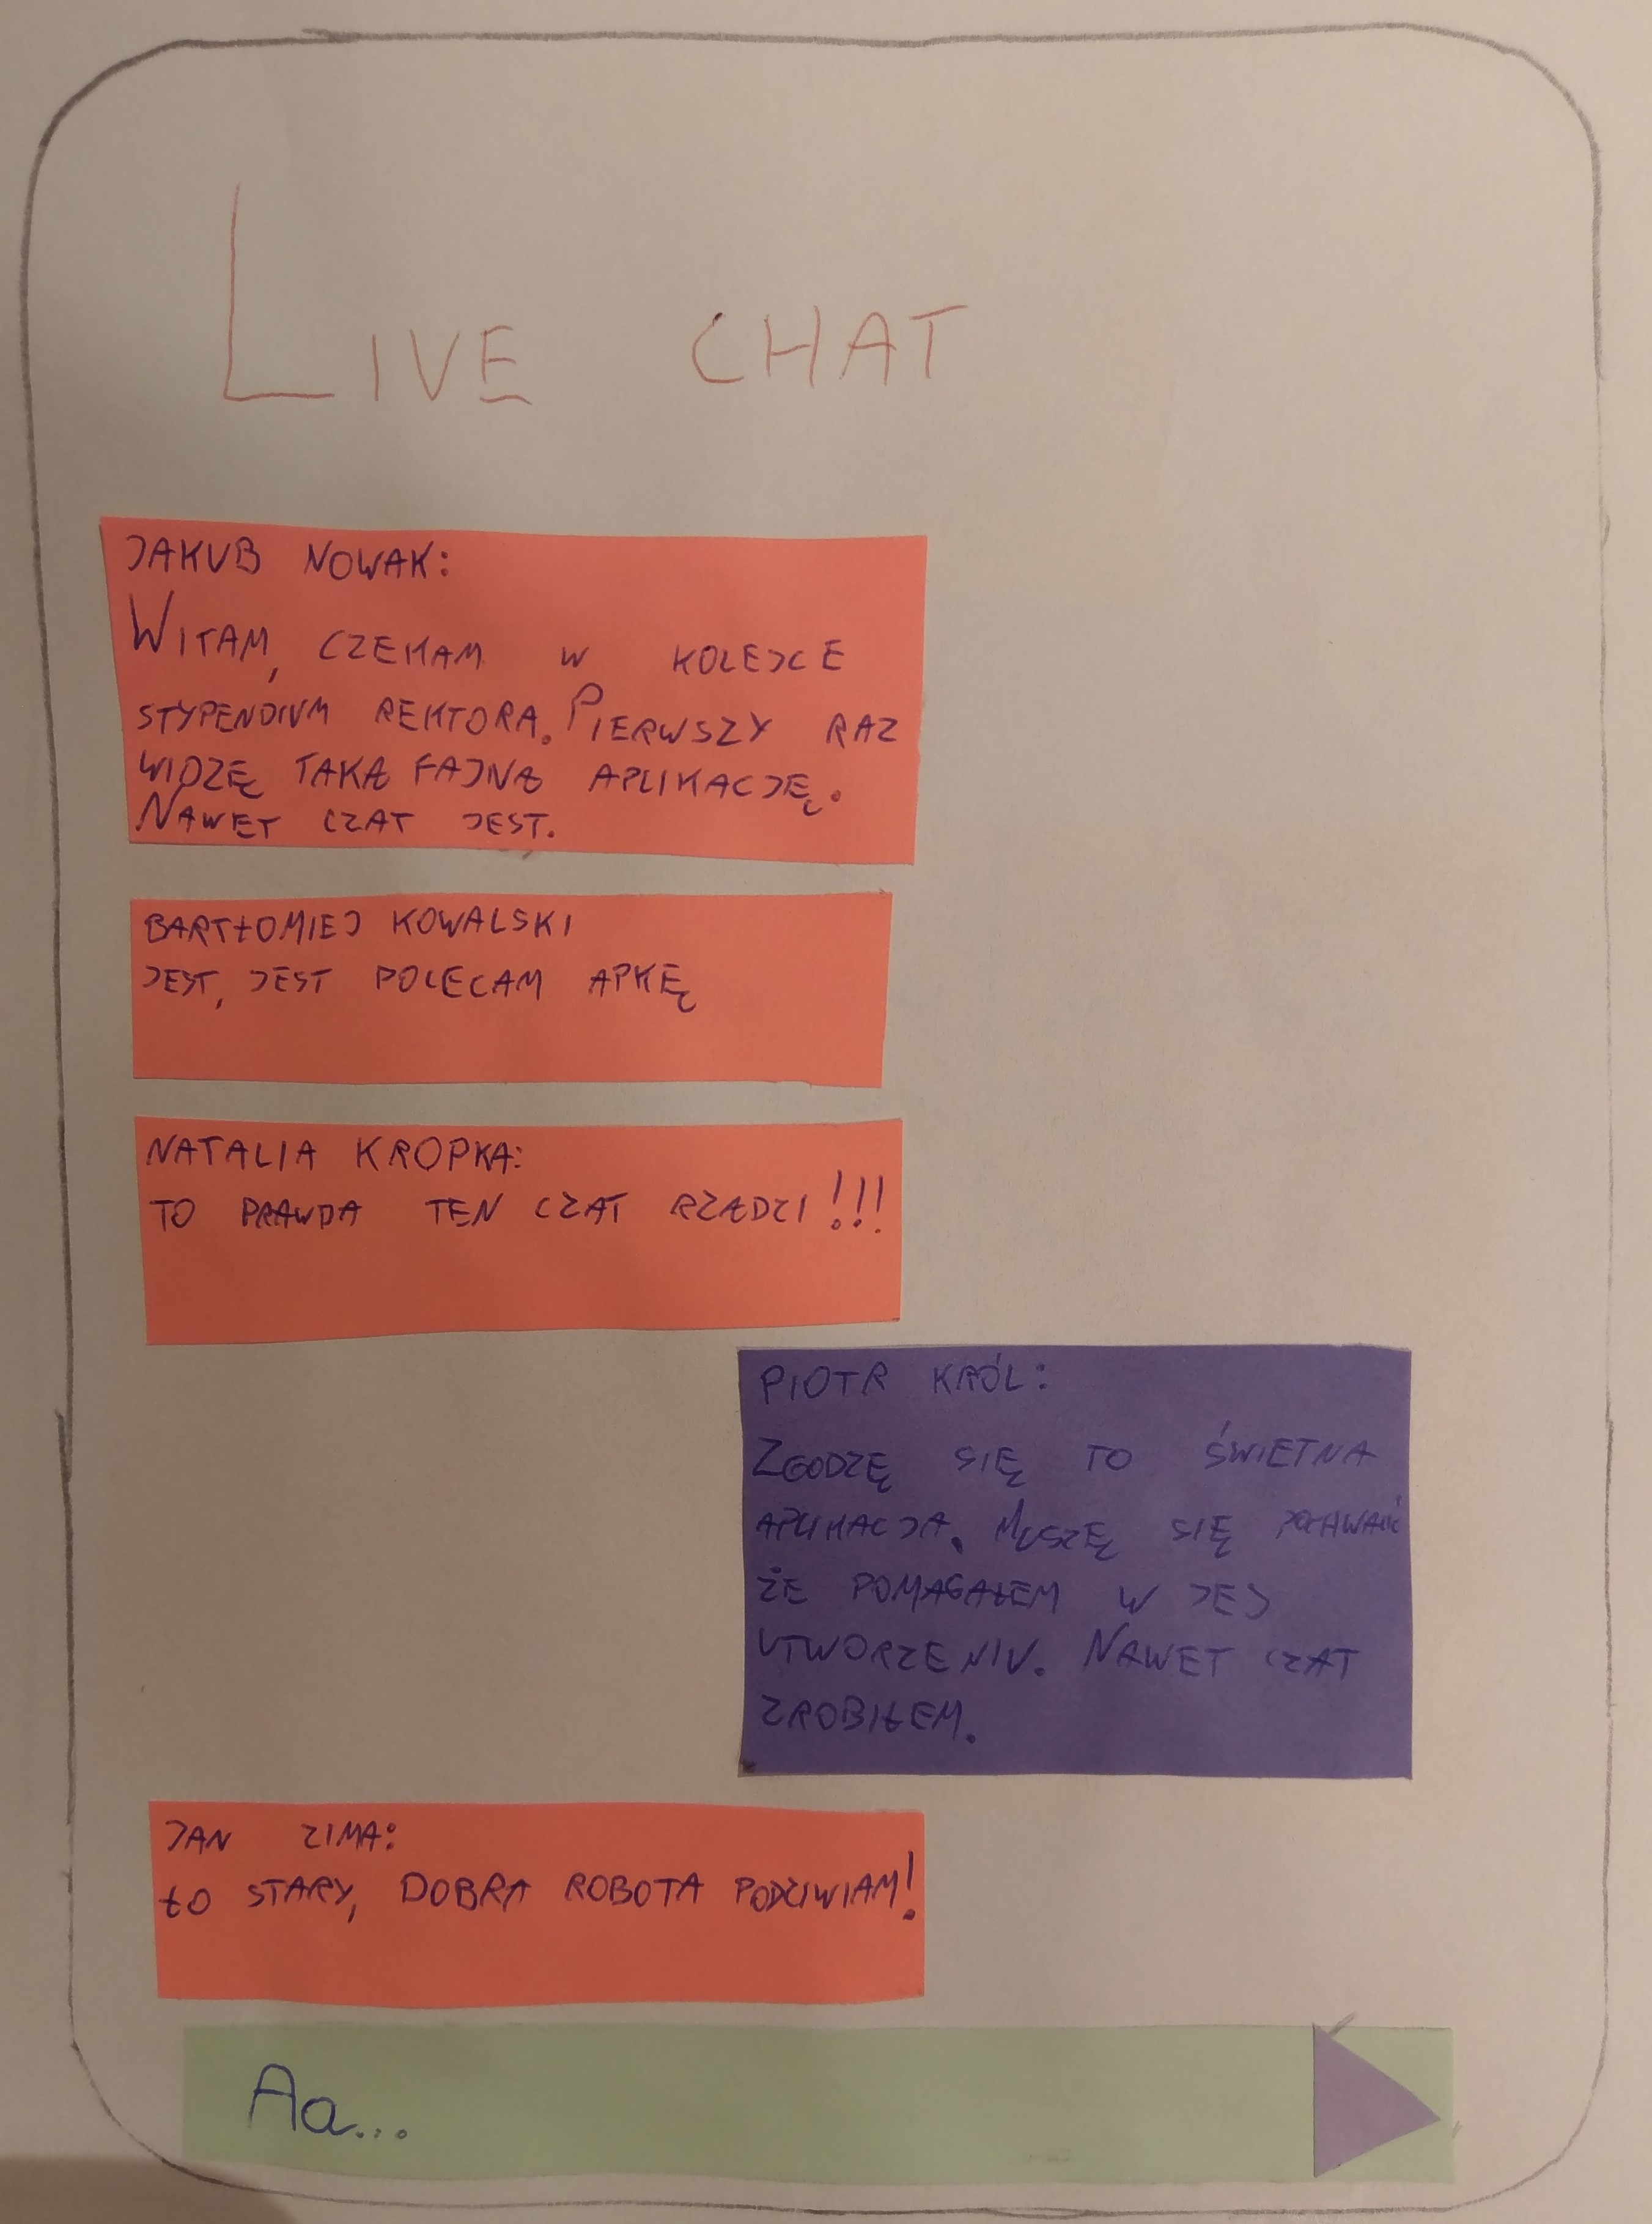 LIVE CHAT
JAKUB NOWAK:
WITAM, CZEKAM W KOLEJCE
STYPENDIUM REKTORA. PIERWSZY RAZ
WIDZĘ TAKĄ FAJNĄ APLIKACJĘ.
NAWET CZAT JEST.
BARTŁOMIEJ KOWALSKI
JEST, JEST POLECAM APKĘ
NATALIA KROPKA:
TO PRAWDA TEN CZAT RZĄDZI!!!
PIOTR KRÓL:
ZGODZĘ SIĘ TO ŚWIETNA
APLIKACJA. MUSZĘ SIĘ
ŻE POMAGAŁEM W JEJ
UTWORZENIU. NAWET CZAT
ZROBIŁEM.
JAN ZIMA:
ŁO STARY, DOBRA ROBOTA PODZIWIAM!
Aa...